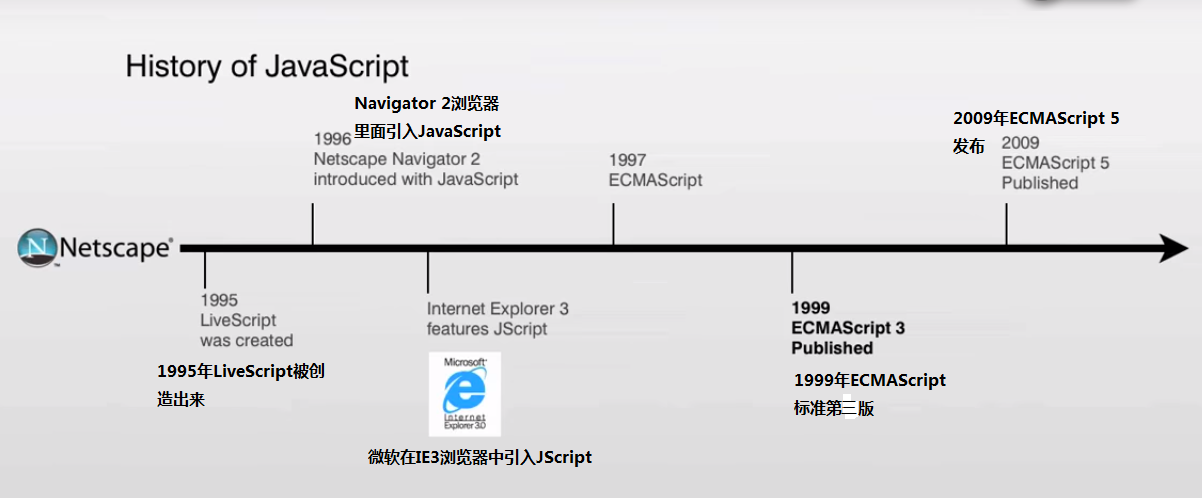 History of JavaScript
Navigator 2浏览器
里面引入JavaScript
1996
Netscape Navigator 2
introduced with JavaScript
1997
ECMAScript
2009年ECMAScript 5
发布
2009
ECMAScript 5
Published
N Netscape®
TM
1995
LiveScript
was created
1995年LiveScript被创
造出来
Internet Explorer 3
features JScript
Microsoft®
Internet
Explorer 3.0
微软在IE3浏览器中引入JScript
1999
ECMAScript 3
Published
1999年ECMAScript
标准第三版